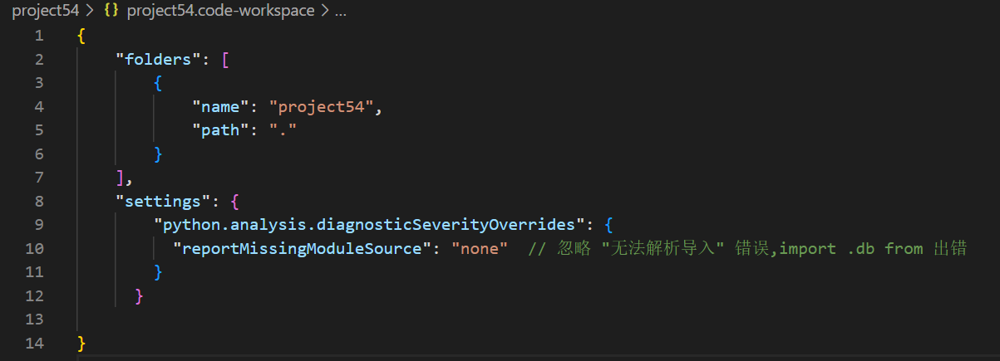 project54 > {} project54.code-workspace > ...
1 {
2     "folders": [
3         {
4             "name": "project54",
5             "path": "."
6         }
7     ],
8     "settings": {
9         "python.analysis.diagnosticSeverityOverrides": {
10           "reportMissingModuleSource": "none"  // 忽略 "无法解析导入" 错误,import .db from 出错
11         }
12       }
13
14 }